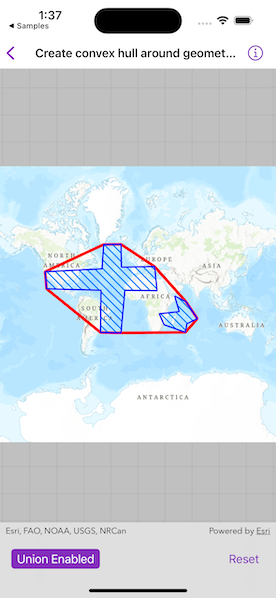 1:37
◀ Samples
Create convex hull around geomet...
NORTH
AMERICA
ASIA
AFRICA
SOUTH
AMERICA
AUSTRALIA
ANTARCTICA
Esri, FAO, NOAA, USGS, NRCan
Powered by Esri
Union Enabled
Reset